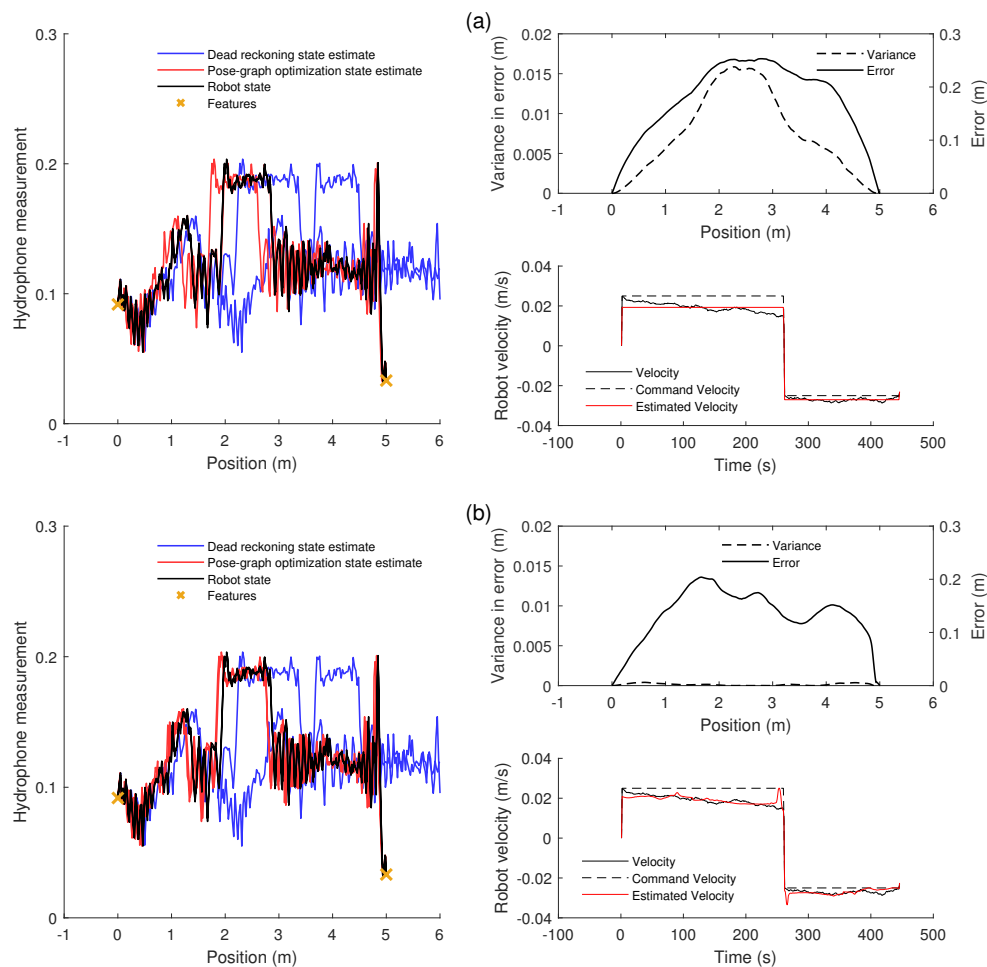 (a)
0.3
0.2
0.1
0
Hydrophone measurement
Dead reckoning state estimate
Pose-graph optimization state estimate
Robot state
Features
-1 0 1 2 3 4 5 6
Position (m)
0.02
0.015
0.01
0.005
0
Variance in error (m)
Variance
Error
0.3
0.2
0.1
0
Error (m)
-1 0 1 2 3 4 5 6
Position (m)
0.04
0.02
0
-0.02
-0.04
Robot velocity (m/s)
Velocity
Command Velocity
Estimated Velocity
-100 0 100 200 300 400 500
Time (s)
(b)
0.3
0.2
0.1
0
Hydrophone measurement
Dead reckoning state estimate
Pose-graph optimization state estimate
Robot state
Features
-1 0 1 2 3 4 5 6
Position (m)
0.02
0.015
0.01
0.005
0
Variance in error (m)
Variance
Error
0.3
0.2
0.1
0
Error (m)
-1 0 1 2 3 4 5 6
Position (m)
0.04
0.02
0
-0.02
-0.04
Robot velocity (m/s)
Velocity
Command Velocity
Estimated Velocity
-100 0 100 200 300 400 500
Time (s)